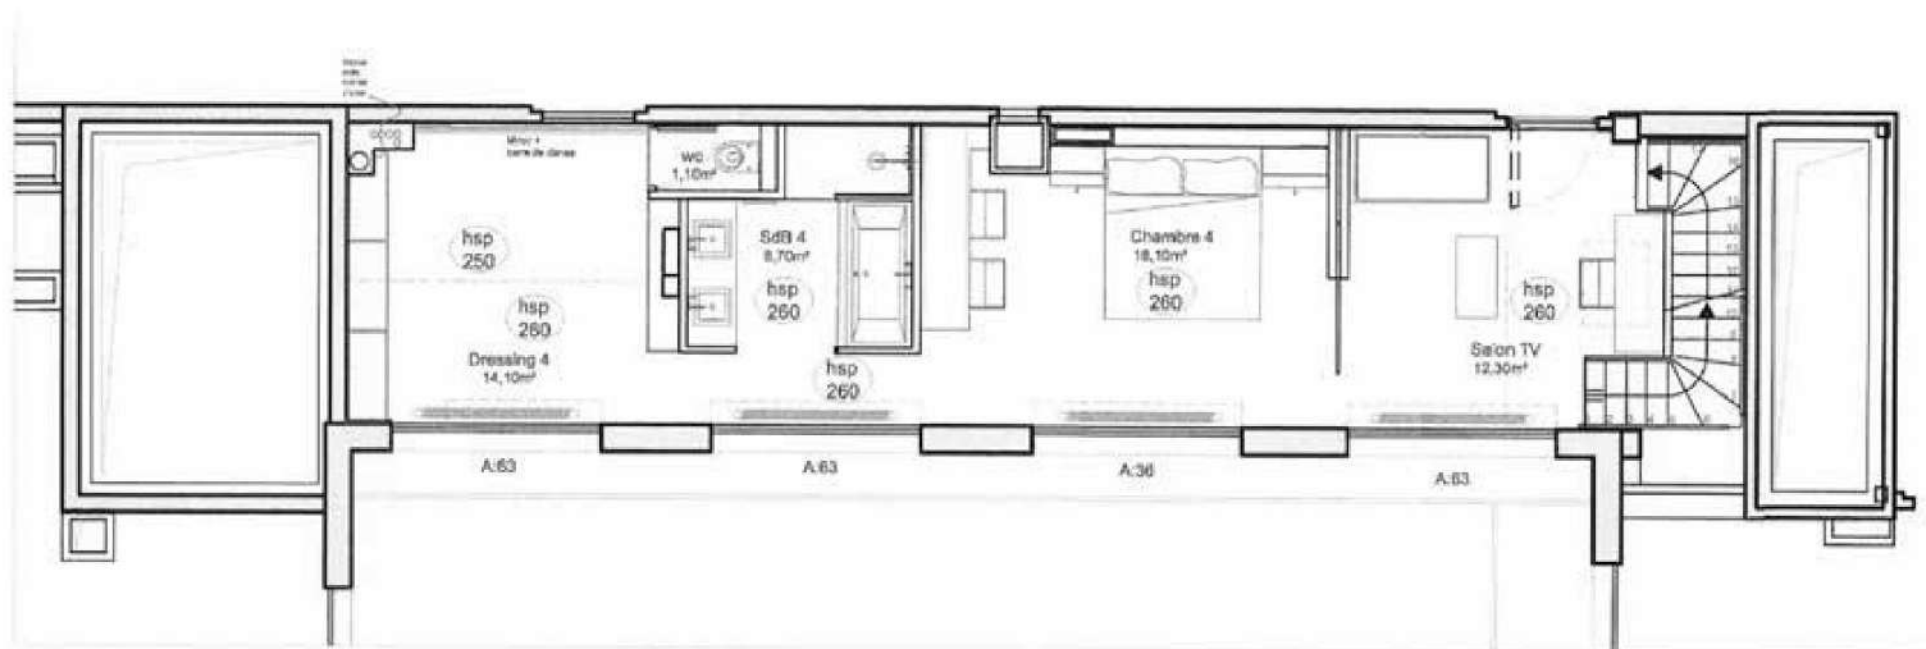 Miroir +
barre de danse
WC
1,10m²
hsp
250
hsp
260
Dressing 4
14,10m²
SdB 4
8,70m²
hsp
260
hsp
260
Chambre 4
18,10m²
hsp
260
hsp
260
Salon TV
12,30m²
A:63
A:63
A:36
A:63